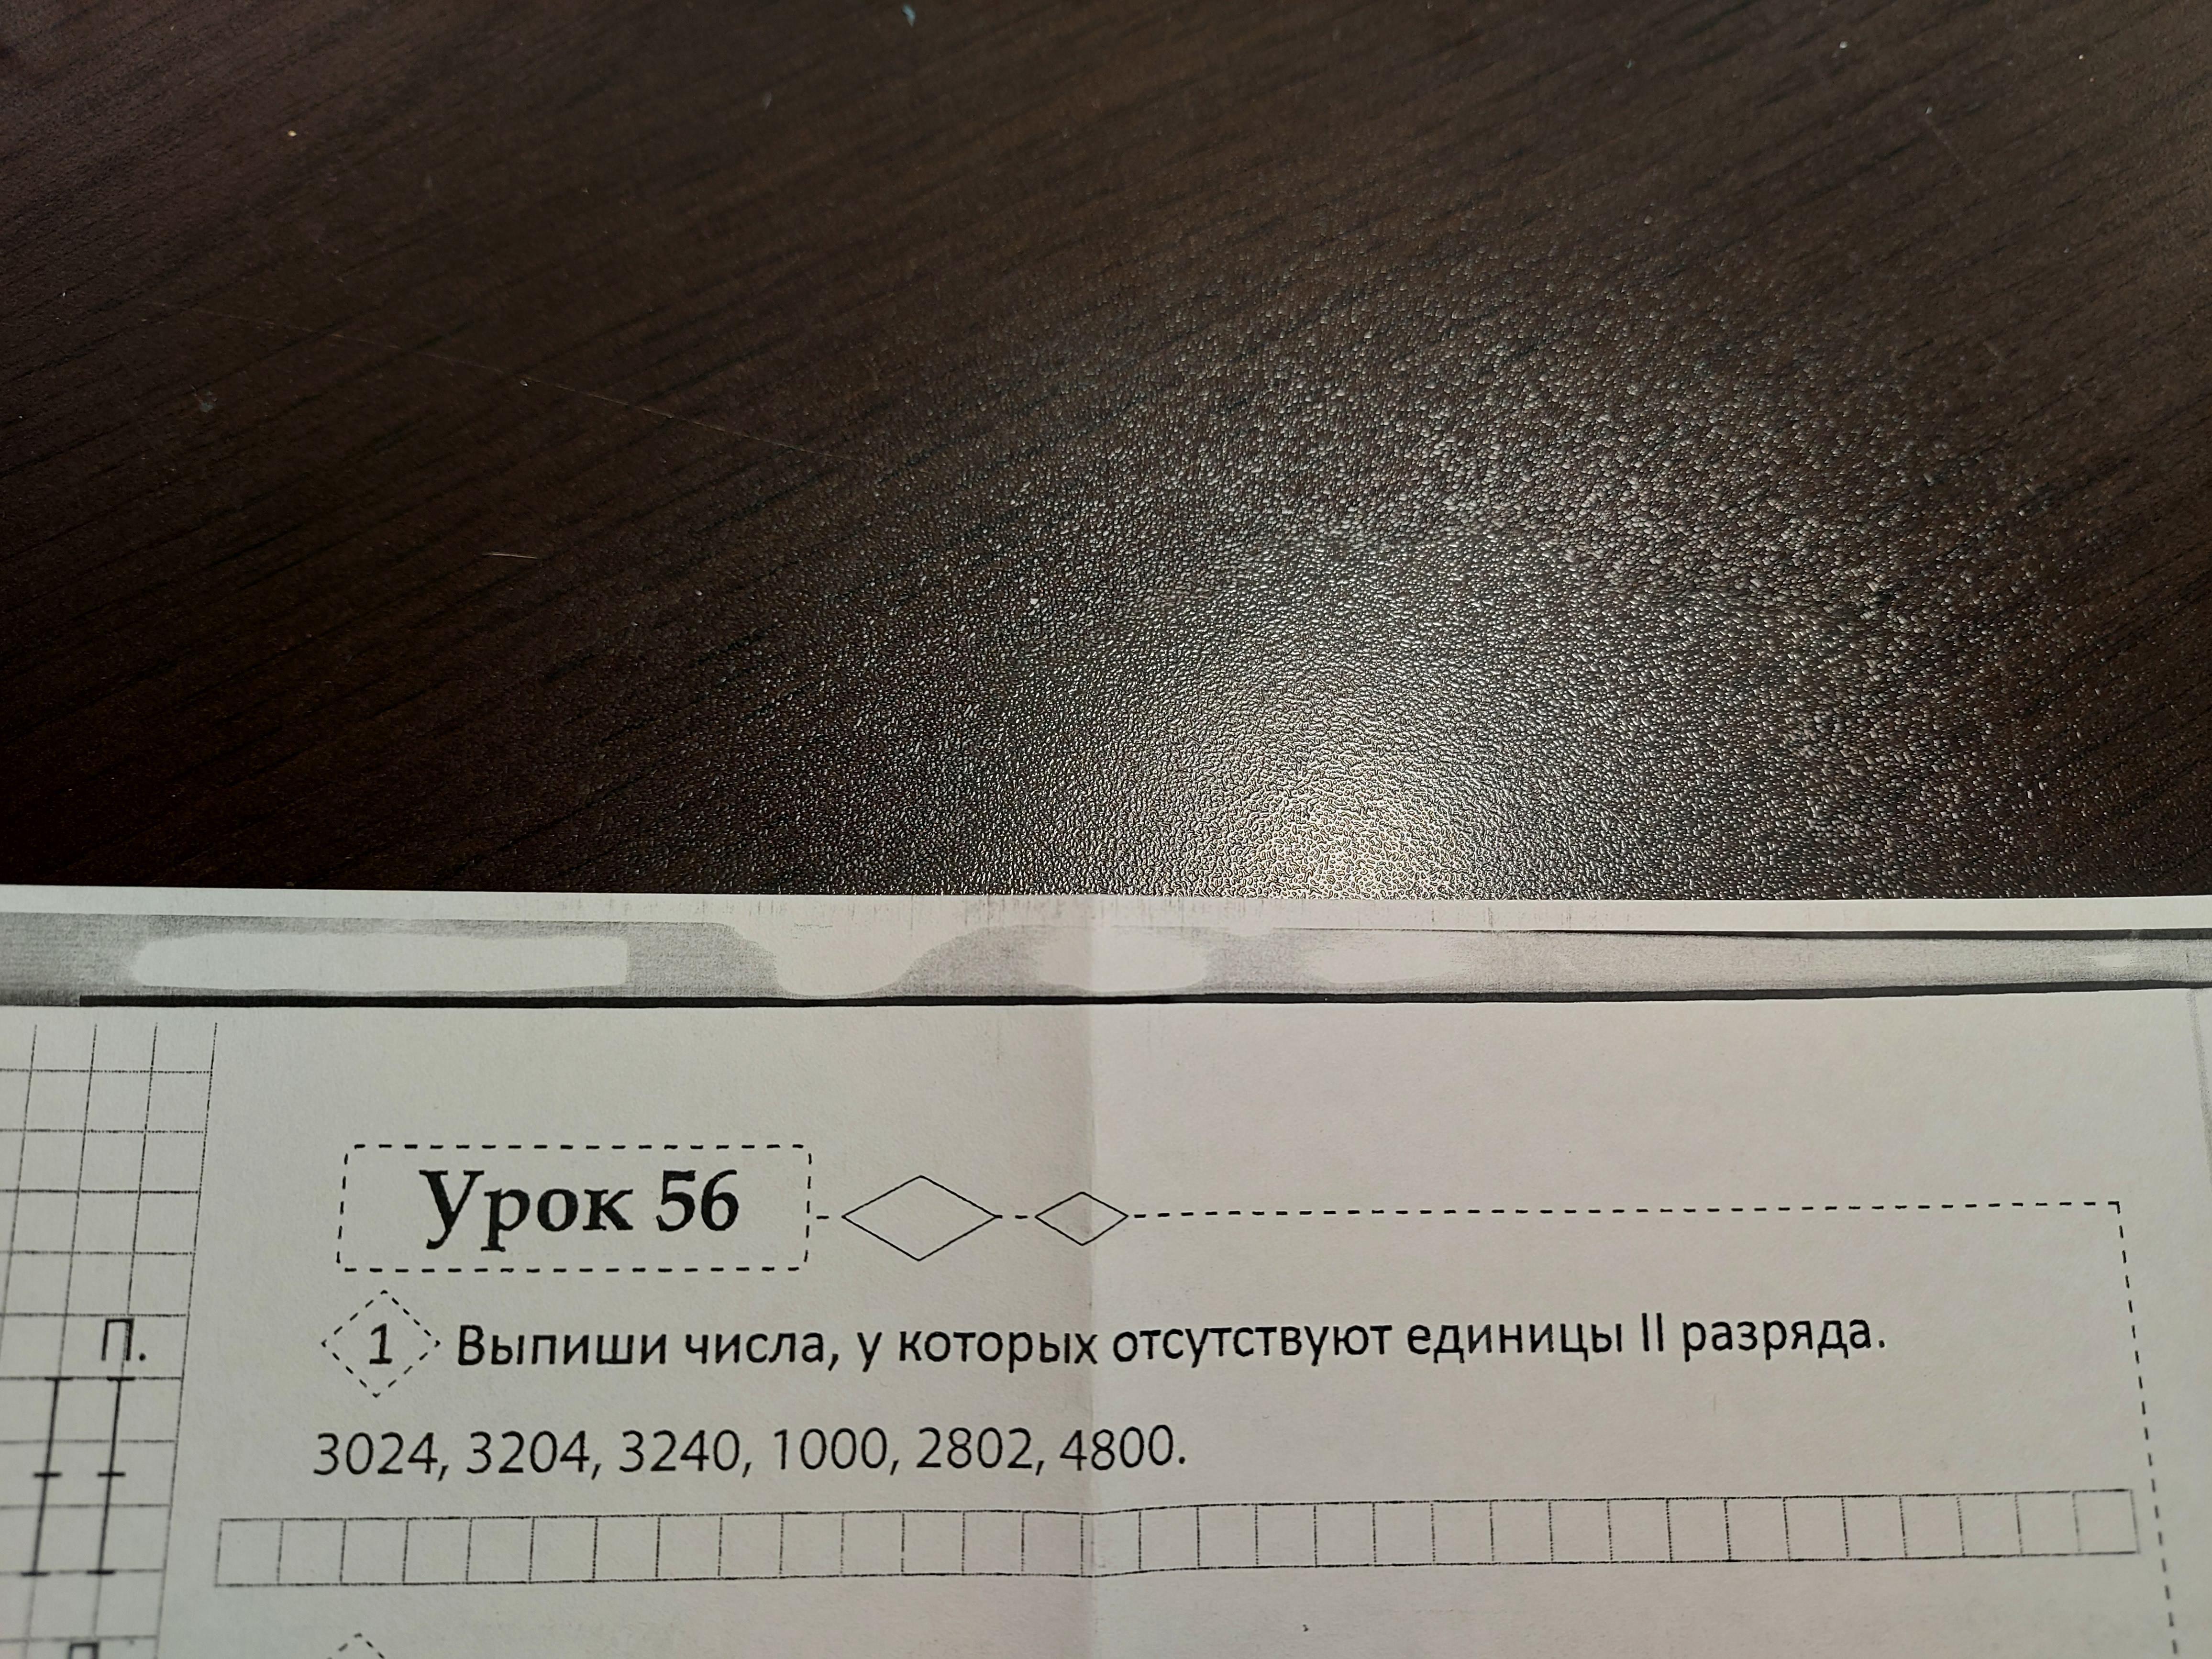 Урок 56
1 Выпиши числа, у которых отсутствуют единицы II разряда.
П.
3024, 3204, 3240, 1000, 2802, 4800.